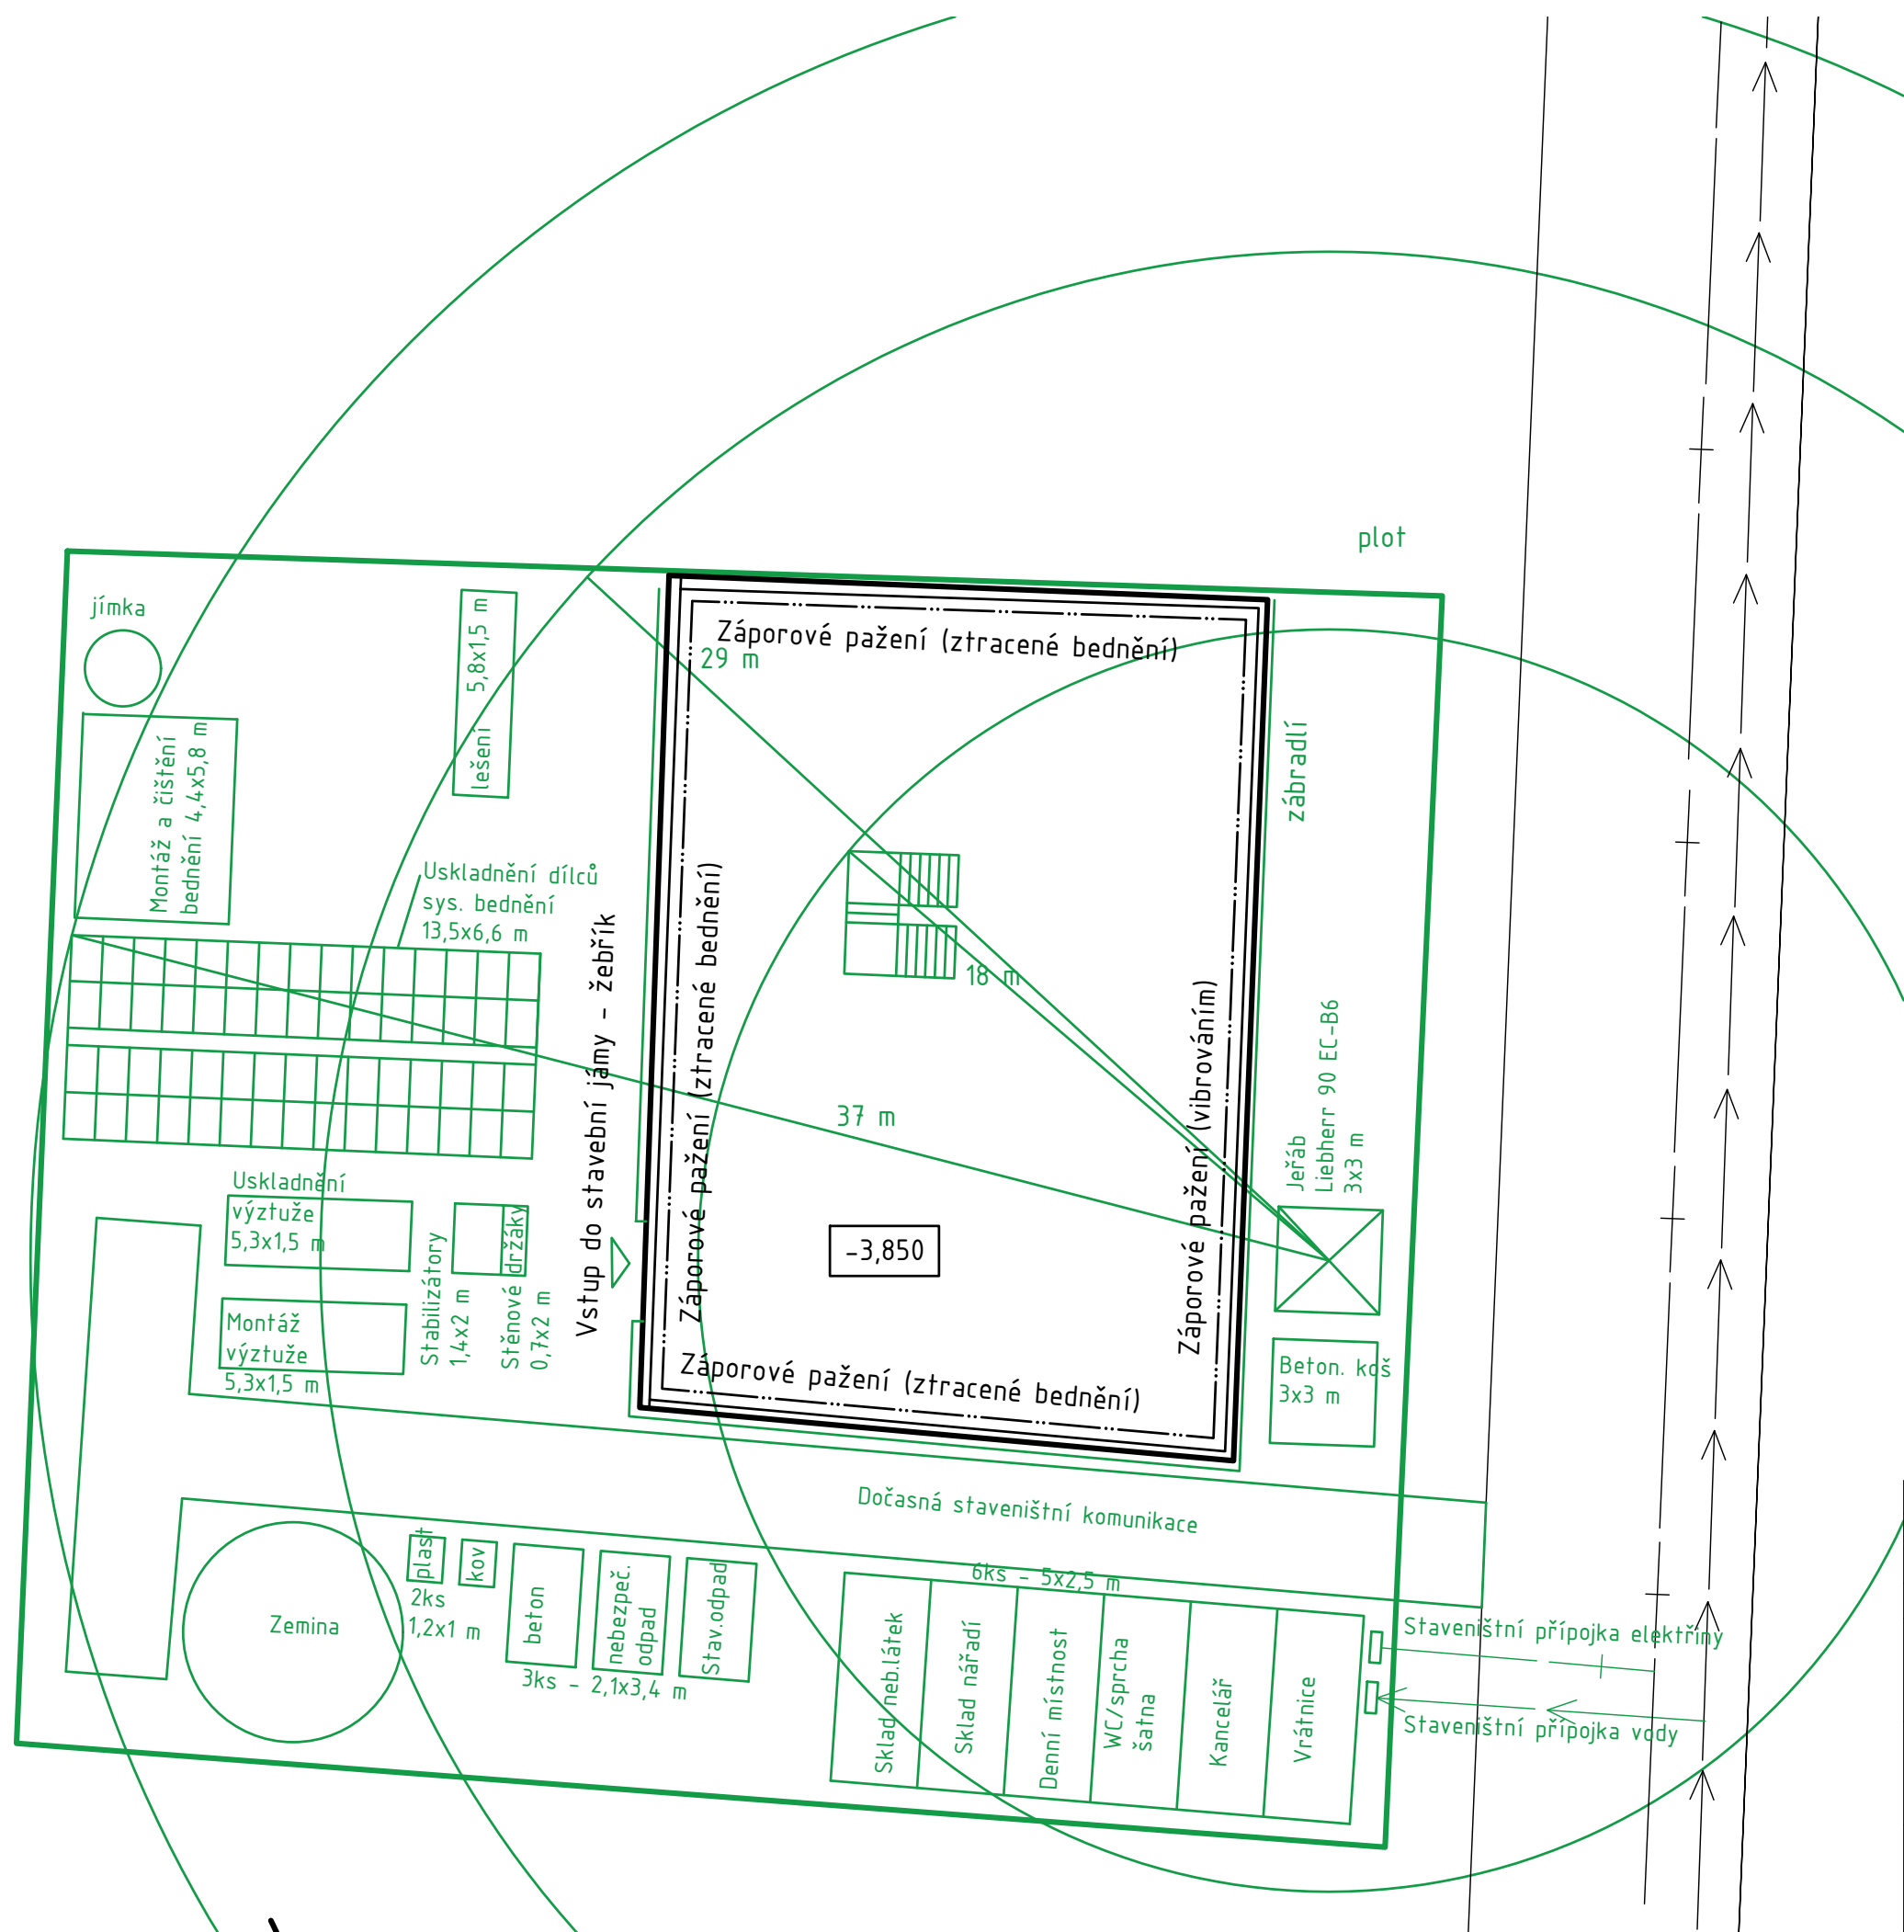 plot
jímka
lešení 5,8x1,5 m
Záporové pažení (ztracené bednění)
29 m
Montáž a čištění
bednění 4,4x5,8 m
zábradlí
Uskladnění dílců
sys. bednění
13,5x6,6 m
Vstup do stavební jámy - žebřík
Záporové pažení (ztracené bednění)
18 m
37 m
Záporové pažení (vibrováním)
Jeřáb
Liebherr 90 EC-B6
3x3 m
Uskladnění
výztuže
5,3x1,5 m
Stabilizátory
1,4x2 m
Stěnové držáky
0,7x2 m
-3,850
Montáž
výztuže
5,3x1,5 m
Záporové pažení (ztracené bednění)
Beton. koš
3x3 m
Dočasná staveništní komunikace
Zemina
plast
kov
2ks
1,2x1 m
beton
nebezpeč.
odpad
Stav.odpad
3ks - 2,1x3,4 m
6ks - 5x2,5 m
Sklad neb.látek
Sklad nářadí
Denní místnost
WC/sprcha
šatna
Kancelář
Vrátnice
Staveništní přípojka elektřiny
Staveništní přípojka vody